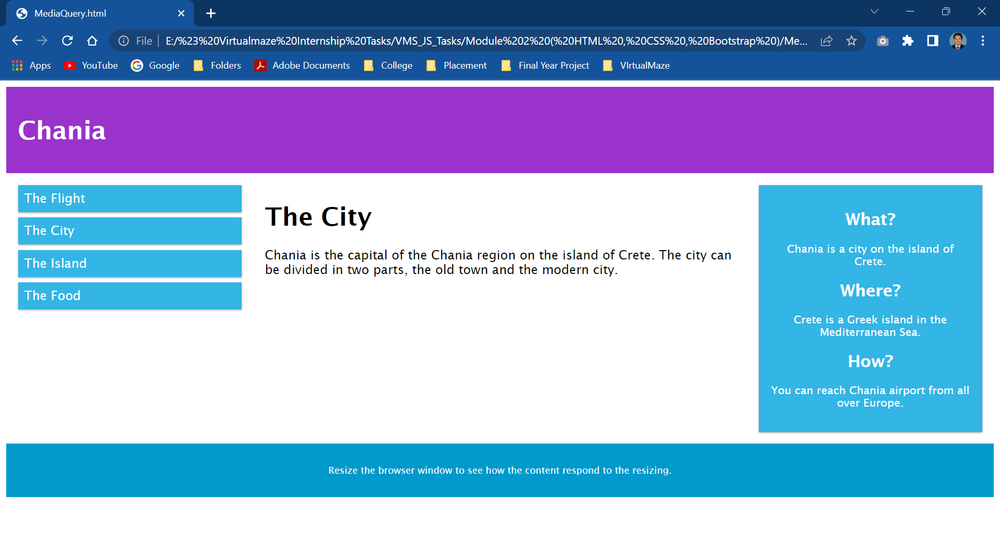 MediaQuery.html
File E:/%23%20Virtualmaze%20Internship%20Tasks/VMS_JS_Tasks/Module%202%20(%20HTML%20,%20CSS%20,%20Bootstrap%20)/Me...
Apps YouTube Google Folders Adobe Documents College Placement Final Year Project VIrtualMaze
Chania
The Flight
The City
The Island
The Food
The City
Chania is the capital of the Chania region on the island of Crete. The city can
be divided in two parts, the old town and the modern city.
What?
Chania is a city on the island of
Crete.
Where?
Crete is a Greek island in the
Mediterranean Sea.
How?
You can reach Chania airport from all
over Europe.
Resize the browser window to see how the content respond to the resizing.